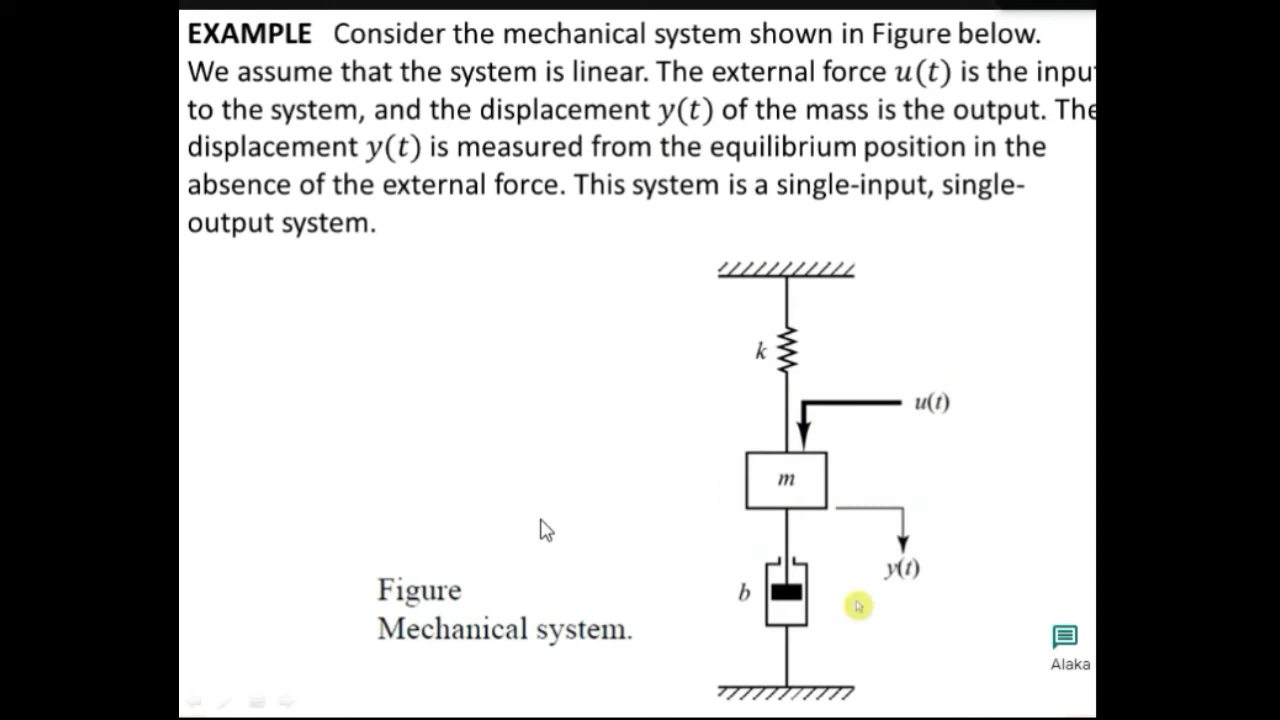 EXAMPLE Consider the mechanical system shown in Figure below.
We assume that the system is linear. The external force u(t) is the inpu
to the system, and the displacement y(t) of the mass is the output. The
displacement y(t) is measured from the equilibrium position in the
absence of the external force. This system is a single-input, single-
output system.
k
u(t)
m
y(t)
b
Figure
Mechanical system.
Alaka